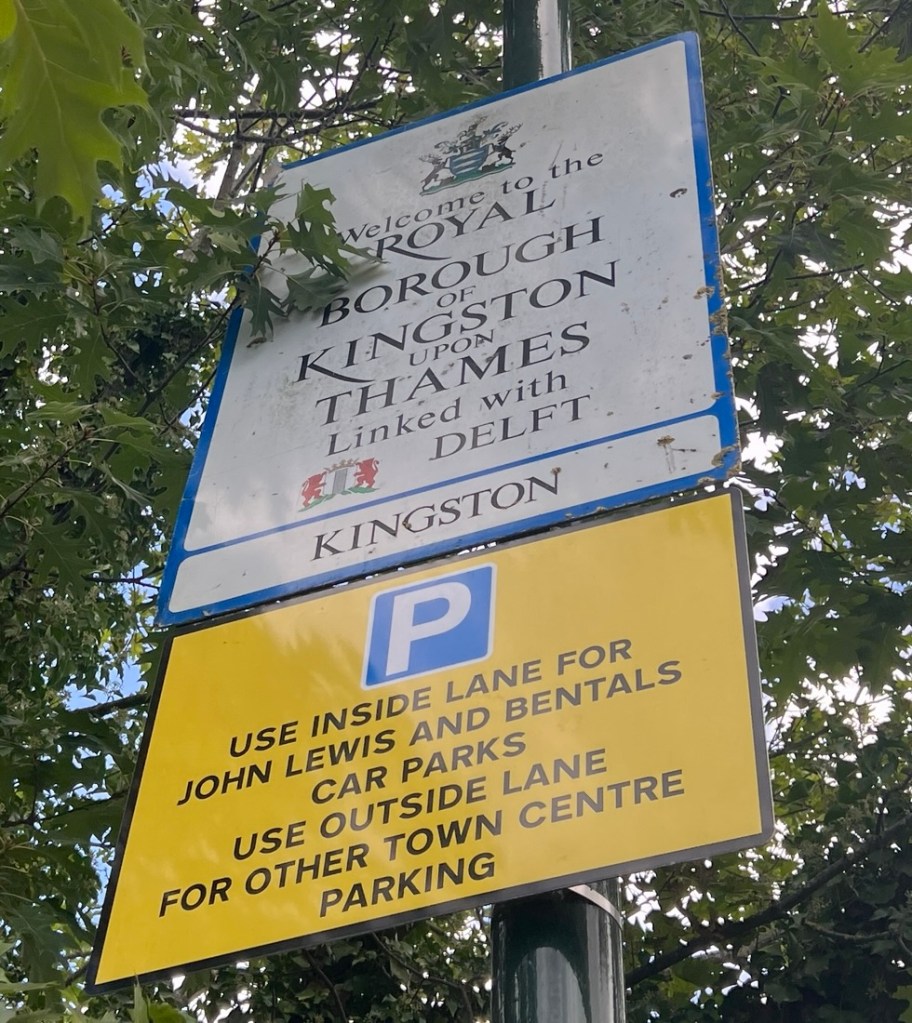 Welcome to the
ROYAL
BOROUGH
OF
KINGSTON
UPON
THAMES
Linked with
DELFT
KINGSTON
P
USE INSIDE LANE FOR
JOHN LEWIS AND BENTALS
CAR PARKS
USE OUTSIDE LANE
FOR OTHER TOWN CENTRE
PARKING